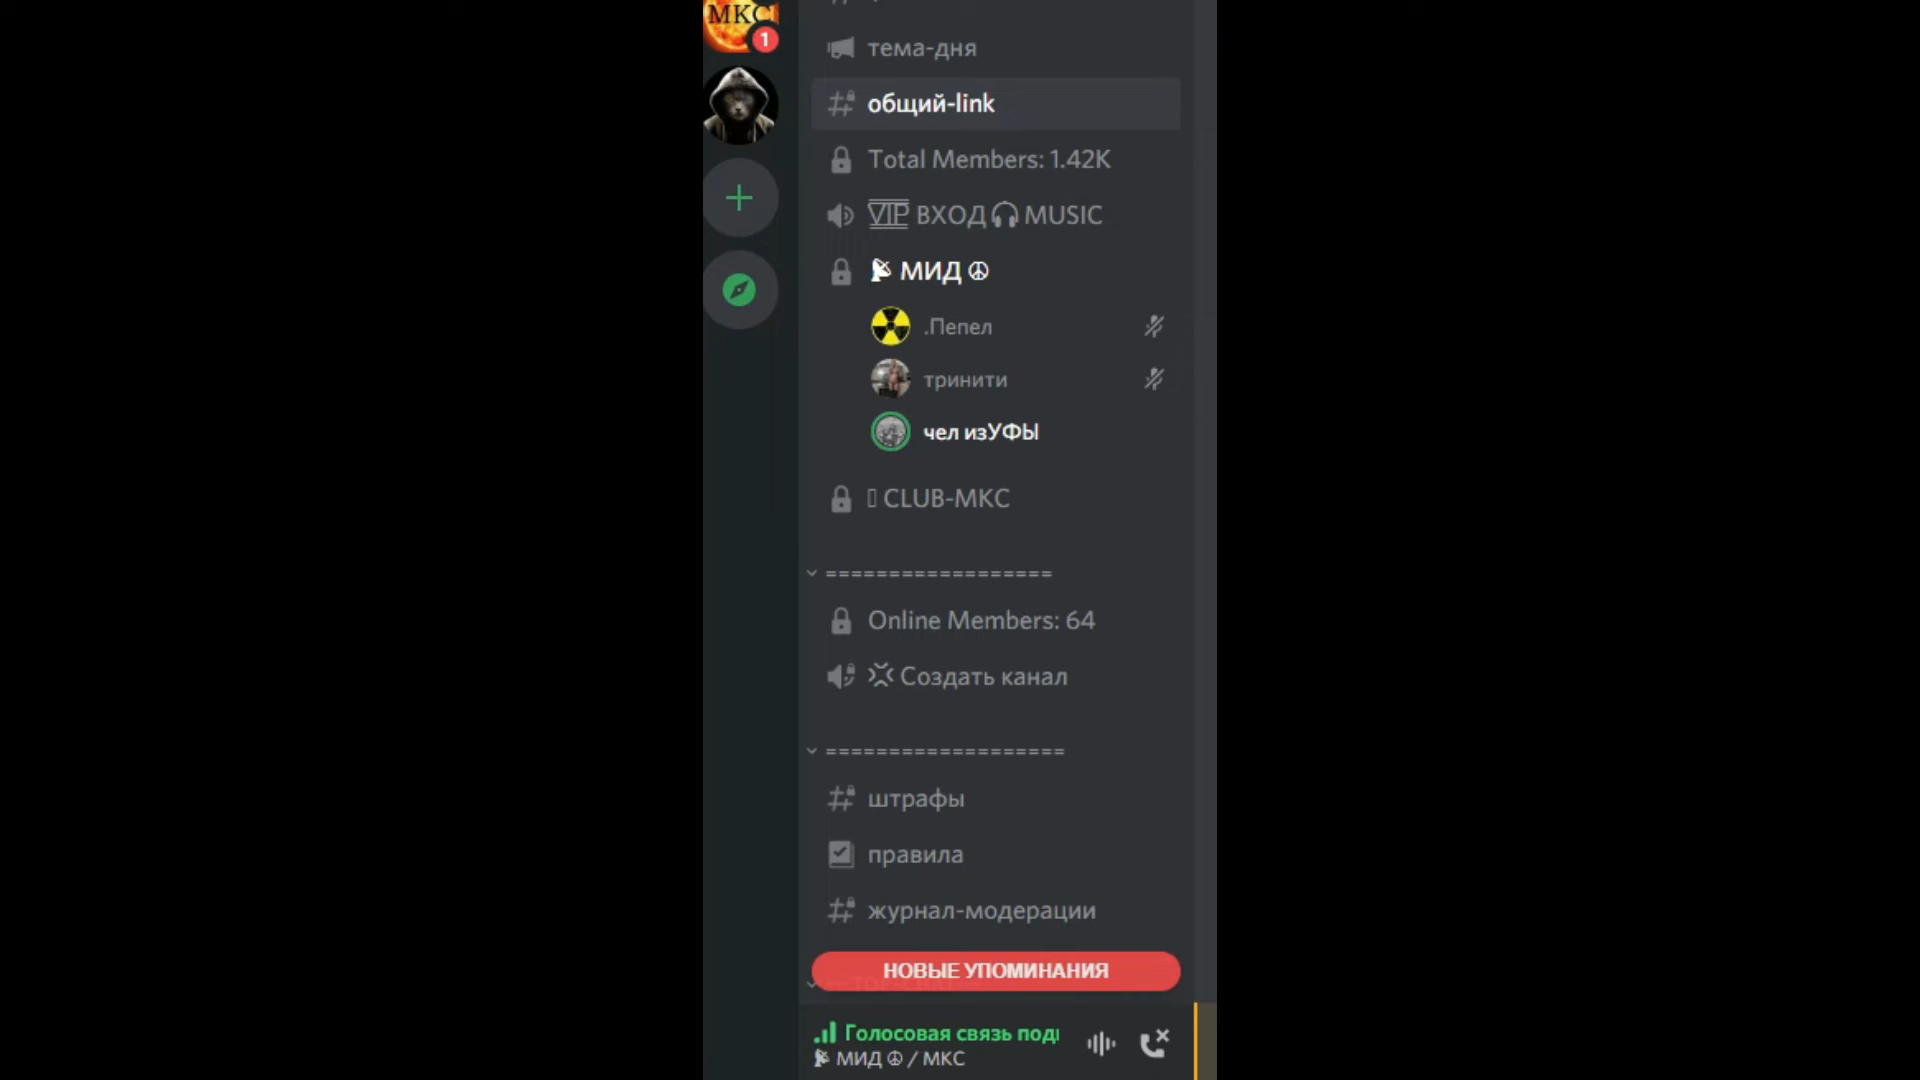 МКС
1
тема-дня
общий-link
Total Members: 1.42K
VIP ВХОД🎧MUSIC
📡 МИД ☮
.Пепел
тринити
чел изУФЫ
CLUB-МКС
==================
Online Members: 64
Создать канал
===================
штрафы
правила
журнал-модерации
НОВЫЕ УПОМИНАНИЯ
Голосовая связь
📡 МИД ☮ / МКС